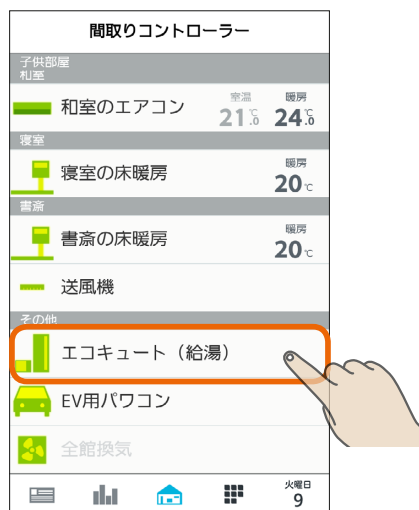 間取りコントローラー
子供部屋
和室
和室のエアコン
室温
21.0℃
暖房
24.0℃
寝室
寝室の床暖房
暖房
20℃
書斎
書斎の床暖房
暖房
20℃
送風機
その他
エコキュート（給湯）
EV用パワコン
全館換気
火曜日
9